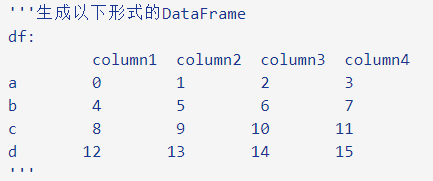 '''生成以下形式的DataFrame
df:
column1 column2 column3 column4
a 0 1 2 3
b 4 5 6 7
c 8 9 10 11
d 12 13 14 15
'''